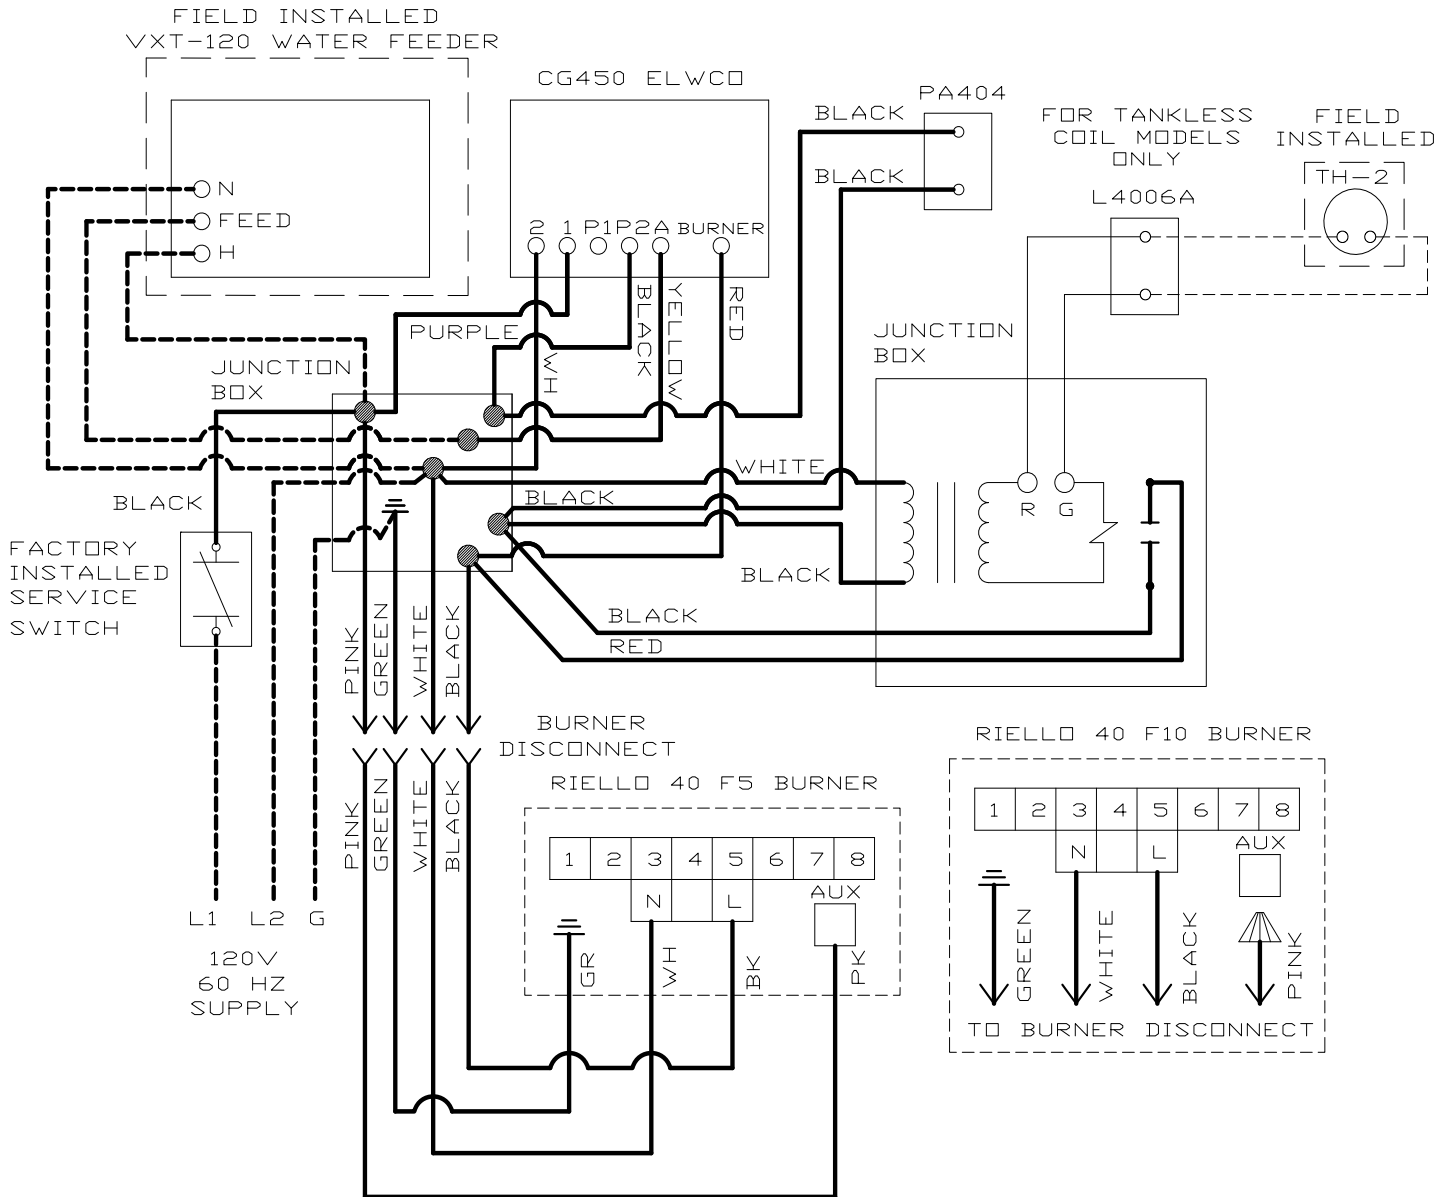 FIELD INSTALLED
VXT-120 WATER FEEDER
CG450 ELWCO
PA404
FOR TANKLESS
COIL MODELS
ONLY
FIELD
INSTALLED
TH-2
L4006A
BLACK
BLACK
N
FEED
H
2 1 P1 P2 A BURNER
PURPLE
WH
BLACK
YELLOW
RED
JUNCTION
BOX
JUNCTION
BOX
WHITE
BLACK
BLACK
R G
BLACK
FACTORY
INSTALLED
SERVICE
SWITCH
BLACK
RED
PINK
GREEN
WHITE
BLACK
BURNER
DISCONNECT
PINK
GREEN
WHITE
BLACK
L1 L2 G
120V
60 HZ
SUPPLY
RIELLO 40 F5 BURNER
1 2 3 4 5 6 7 8
N L
AUX
GR
WH
BK
PK
RIELLO 40 F10 BURNER
1 2 3 4 5 6 7 8
N L
AUX
GREEN
WHITE
BLACK
PINK
TO BURNER DISCONNECT